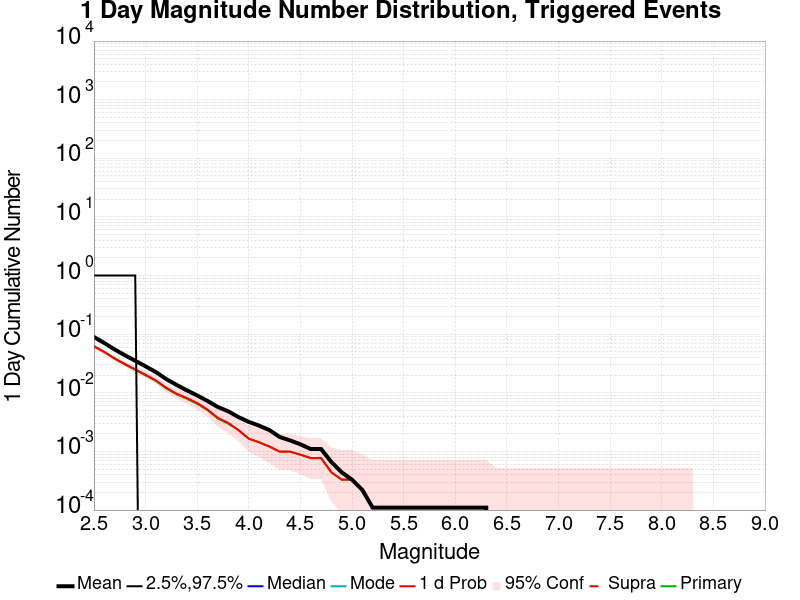 1 Day Magnitude Number Distribution, Triggered Events
10 4
10 3
10 2
10 1
10 0
10 -1
10 -2
10 -3
10 -4
1 Day Cumulative Number
2.5 3.0 3.5 4.0 4.5 5.0 5.5 6.0 6.5 7.0 7.5 8.0 8.5 9.0
Magnitude
Mean 2.5%,97.5% Median Mode 1 d Prob 95% Conf Supra Primary